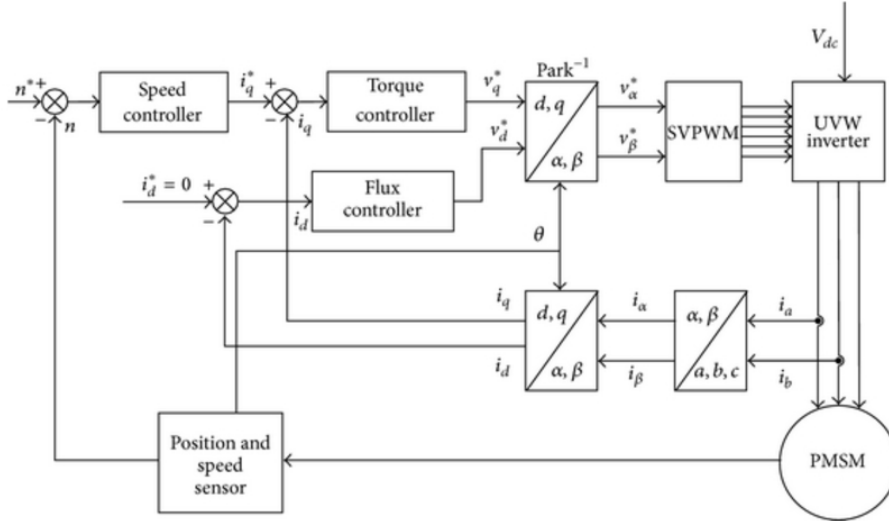 V_dc
Park⁻¹
n*
+
−
n
Speed
controller
i_q*
+
−
i_q
Torque
controller
v_q*
d, q
α, β
v_α*
v_β*
SVPWM
UVW
inverter
v_d*
i_d* = 0
+
−
i_d
Flux
controller
θ
i_q
i_d
d, q
α, β
i_α
i_β
α, β
a, b, c
i_a
i_b
Position and
speed
sensor
PMSM